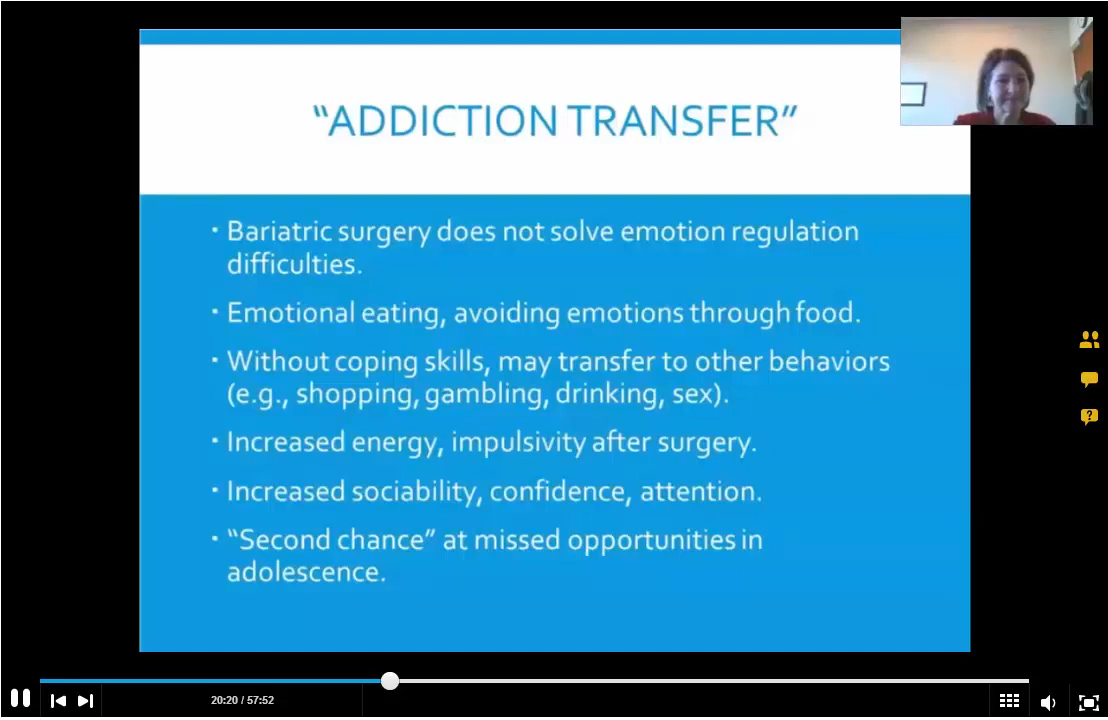 “ADDICTION TRANSFER”
▪ Bariatric surgery does not solve emotion regulation
difficulties.
▪ Emotional eating, avoiding emotions through food.
▪ Without coping skills, may transfer to other behaviors
(e.g., shopping, gambling, drinking, sex).
▪ Increased energy, impulsivity after surgery.
▪ Increased sociability, confidence, attention.
▪ “Second chance” at missed opportunities in
adolescence.
?
20:20 / 57:52